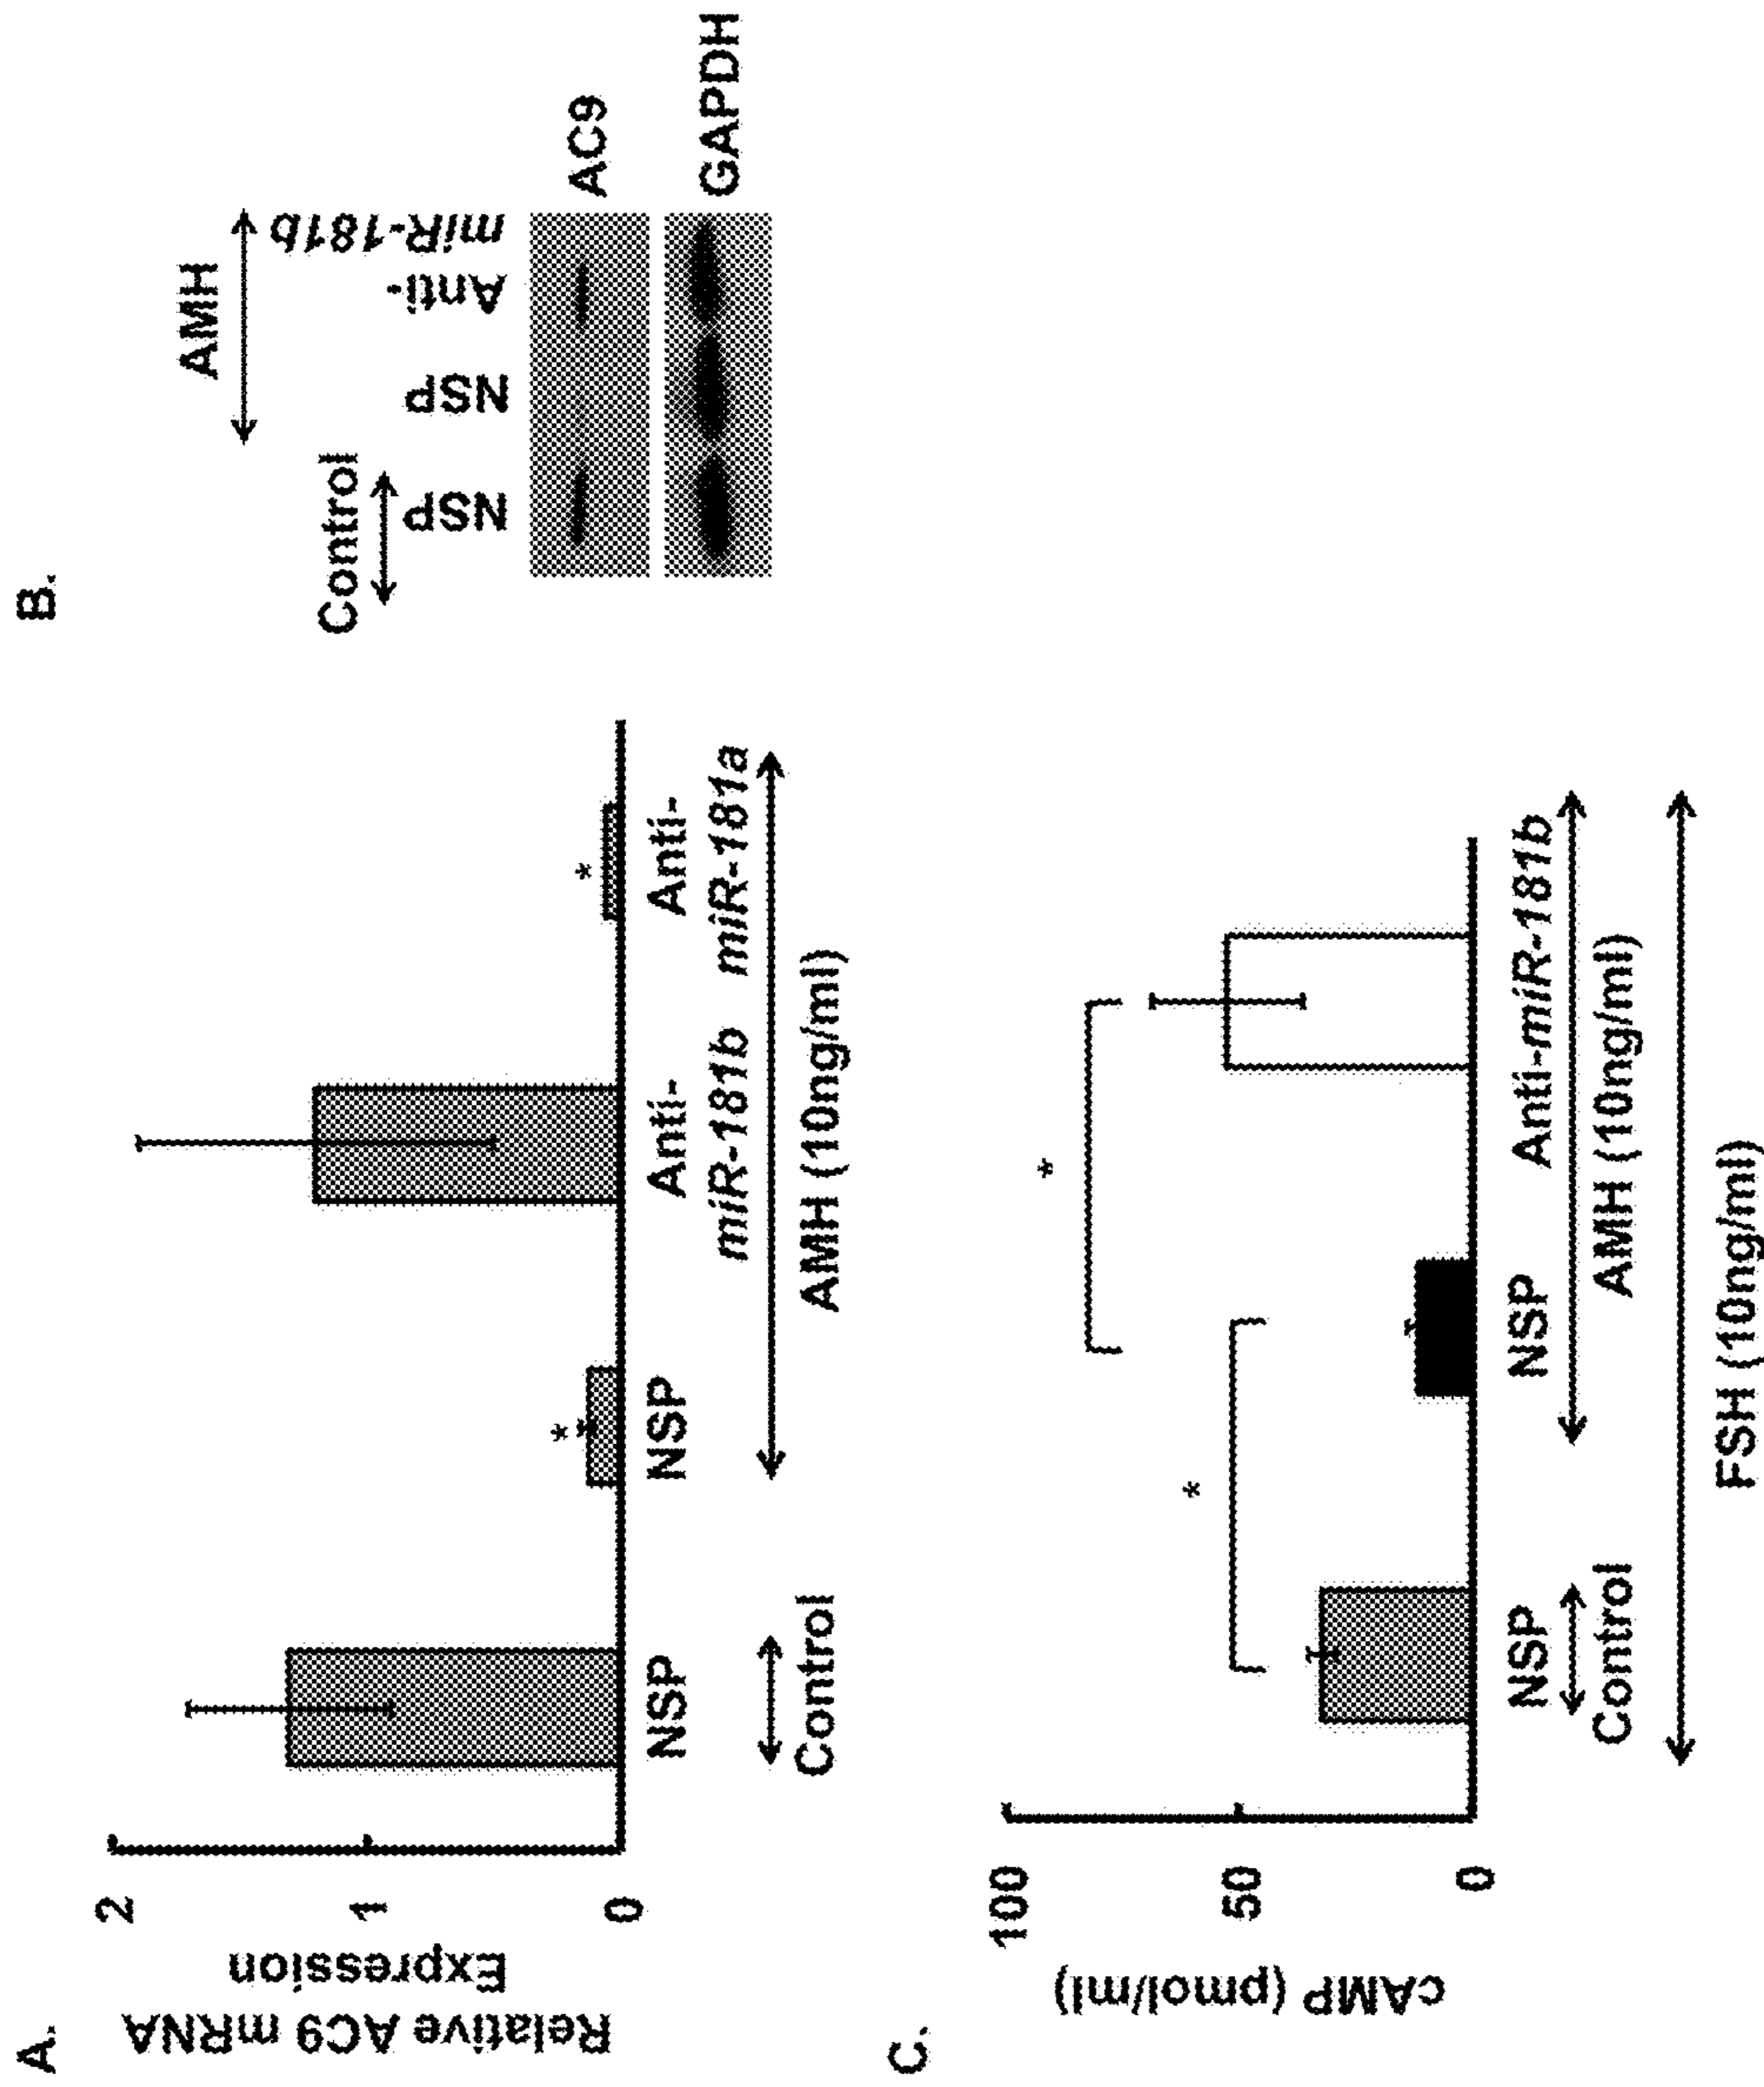 A.
Relative AC9 mRNA
Expression
2
1
0
NSP
NSP
Anti-
miR-181b
Anti-
miR-181a
*
*
Control
AMH (10ng/ml)
B.
Control
AMH
NSP
NSP
Anti-
miR-181b
AC9
GAPDH
C.
cAMP (pmol/ml)
100
50
0
*
*
NSP
NSP
Anti-miR-181b
Control
AMH (10ng/ml)
FSH (10ng/ml)